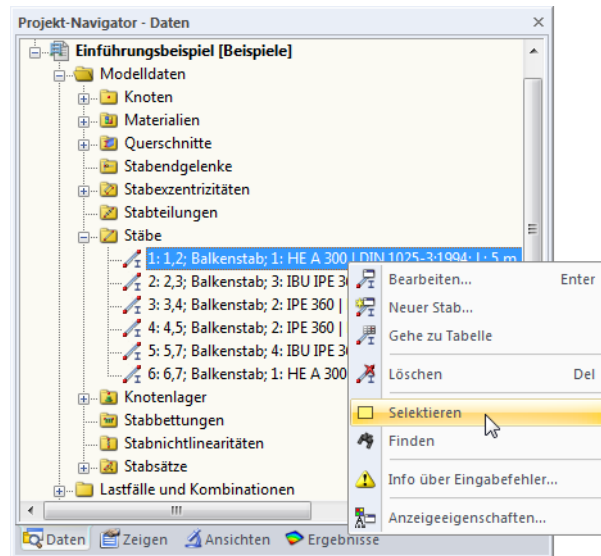 Projekt-Navigator - Daten
Einführungsbeispiel [Beispiele]
Modelldaten
Knoten
Materialien
Querschnitte
Stabendgelenke
Stabexzentrizitäten
Stabteilungen
Stäbe
1: 1,2; Balkenstab; 1: HE A 300 | DIN 1025-3:1994; L: 5 m
2: 2,3; Balkenstab; 3: IBU IPE
3: 3,4; Balkenstab; 2: IPE 360 |
4: 4,5; Balkenstab; 2: IPE 360 |
5: 5,7; Balkenstab; 4: IBU IPE
6: 6,7; Balkenstab; 1: HE A 300
Knotenlager
Stabbettungen
Stabnichtlinearitäten
Stabsätze
Lastfälle und Kombinationen
Daten Zeigen Ansichten Ergebnisse
Bearbeiten... Enter
Neuer Stab...
Gehe zu Tabelle
Löschen Del
Selektieren
Finden
Info über Eingabefehler...
Anzeigeeigenschaften...